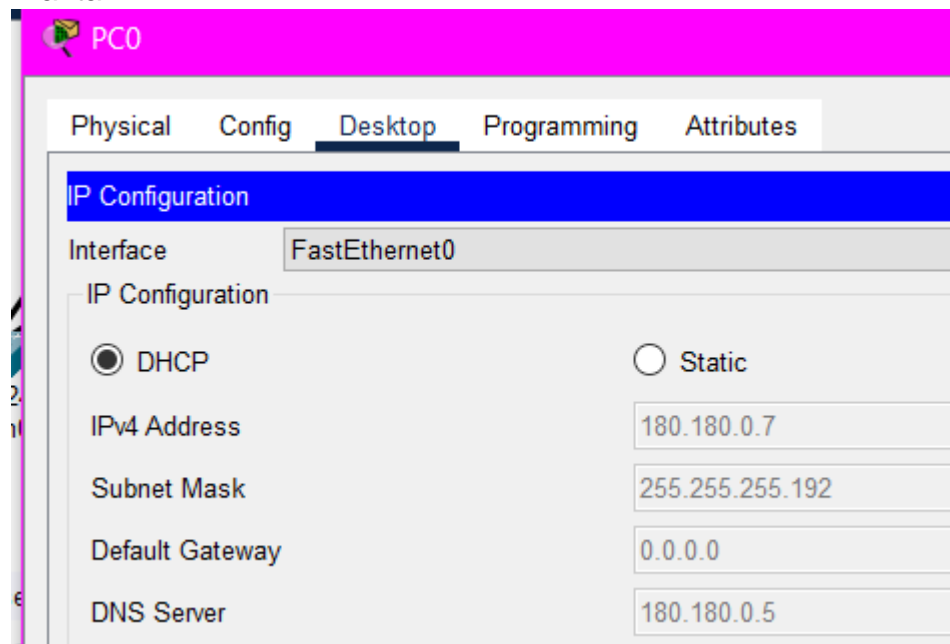 PC0
Physical Config Desktop Programming Attributes
IP Configuration
Interface FastEthernet0
IP Configuration
DHCP Static
IPv4 Address 180.180.0.7
Subnet Mask 255.255.255.192
Default Gateway 0.0.0.0
DNS Server 180.180.0.5